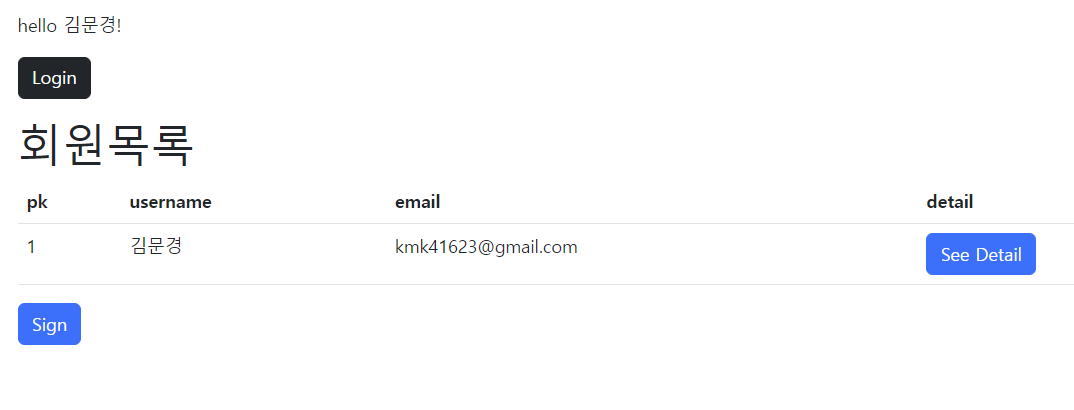 hello 김문경!
Login
회원목록
pk username email detail
1 김문경 kmk41623@gmail.com See Detail
Sign